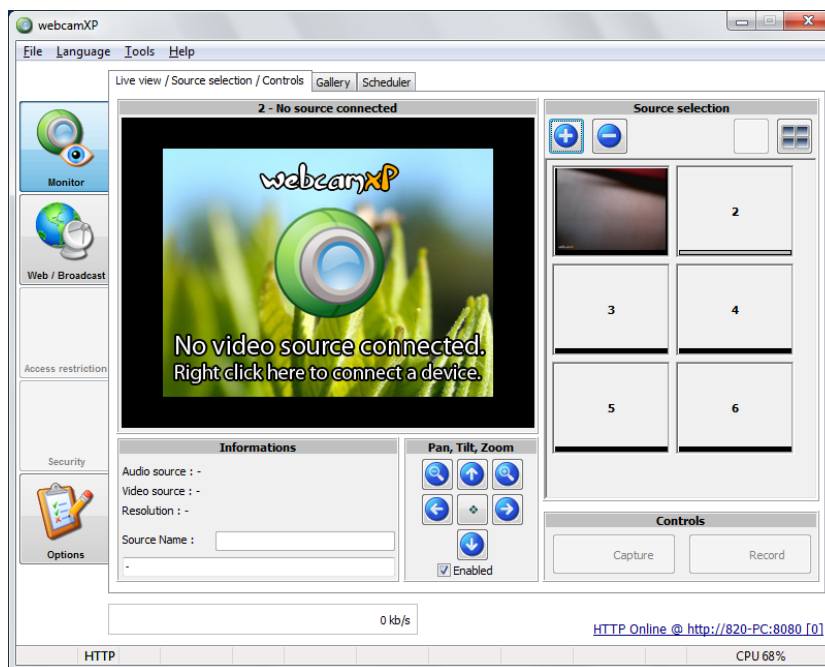 webcamXP
File Language Tools Help
Live view / Source selection / Controls Gallery Scheduler
Monitor
Web / Broadcast
Access restriction
Security
Options
2 - No source connected
webcamXP
No video source connected.
Right click here to connect a device.
Informations
Audio source : -
Video source : -
Resolution : -
Source Name :
-
Pan, Tilt, Zoom
Enabled
Source selection
2
3 4
5 6
Controls
Capture Record
0 kb/s
HTTP Online @ http://820-PC:8080 [0]
HTTP CPU 68%